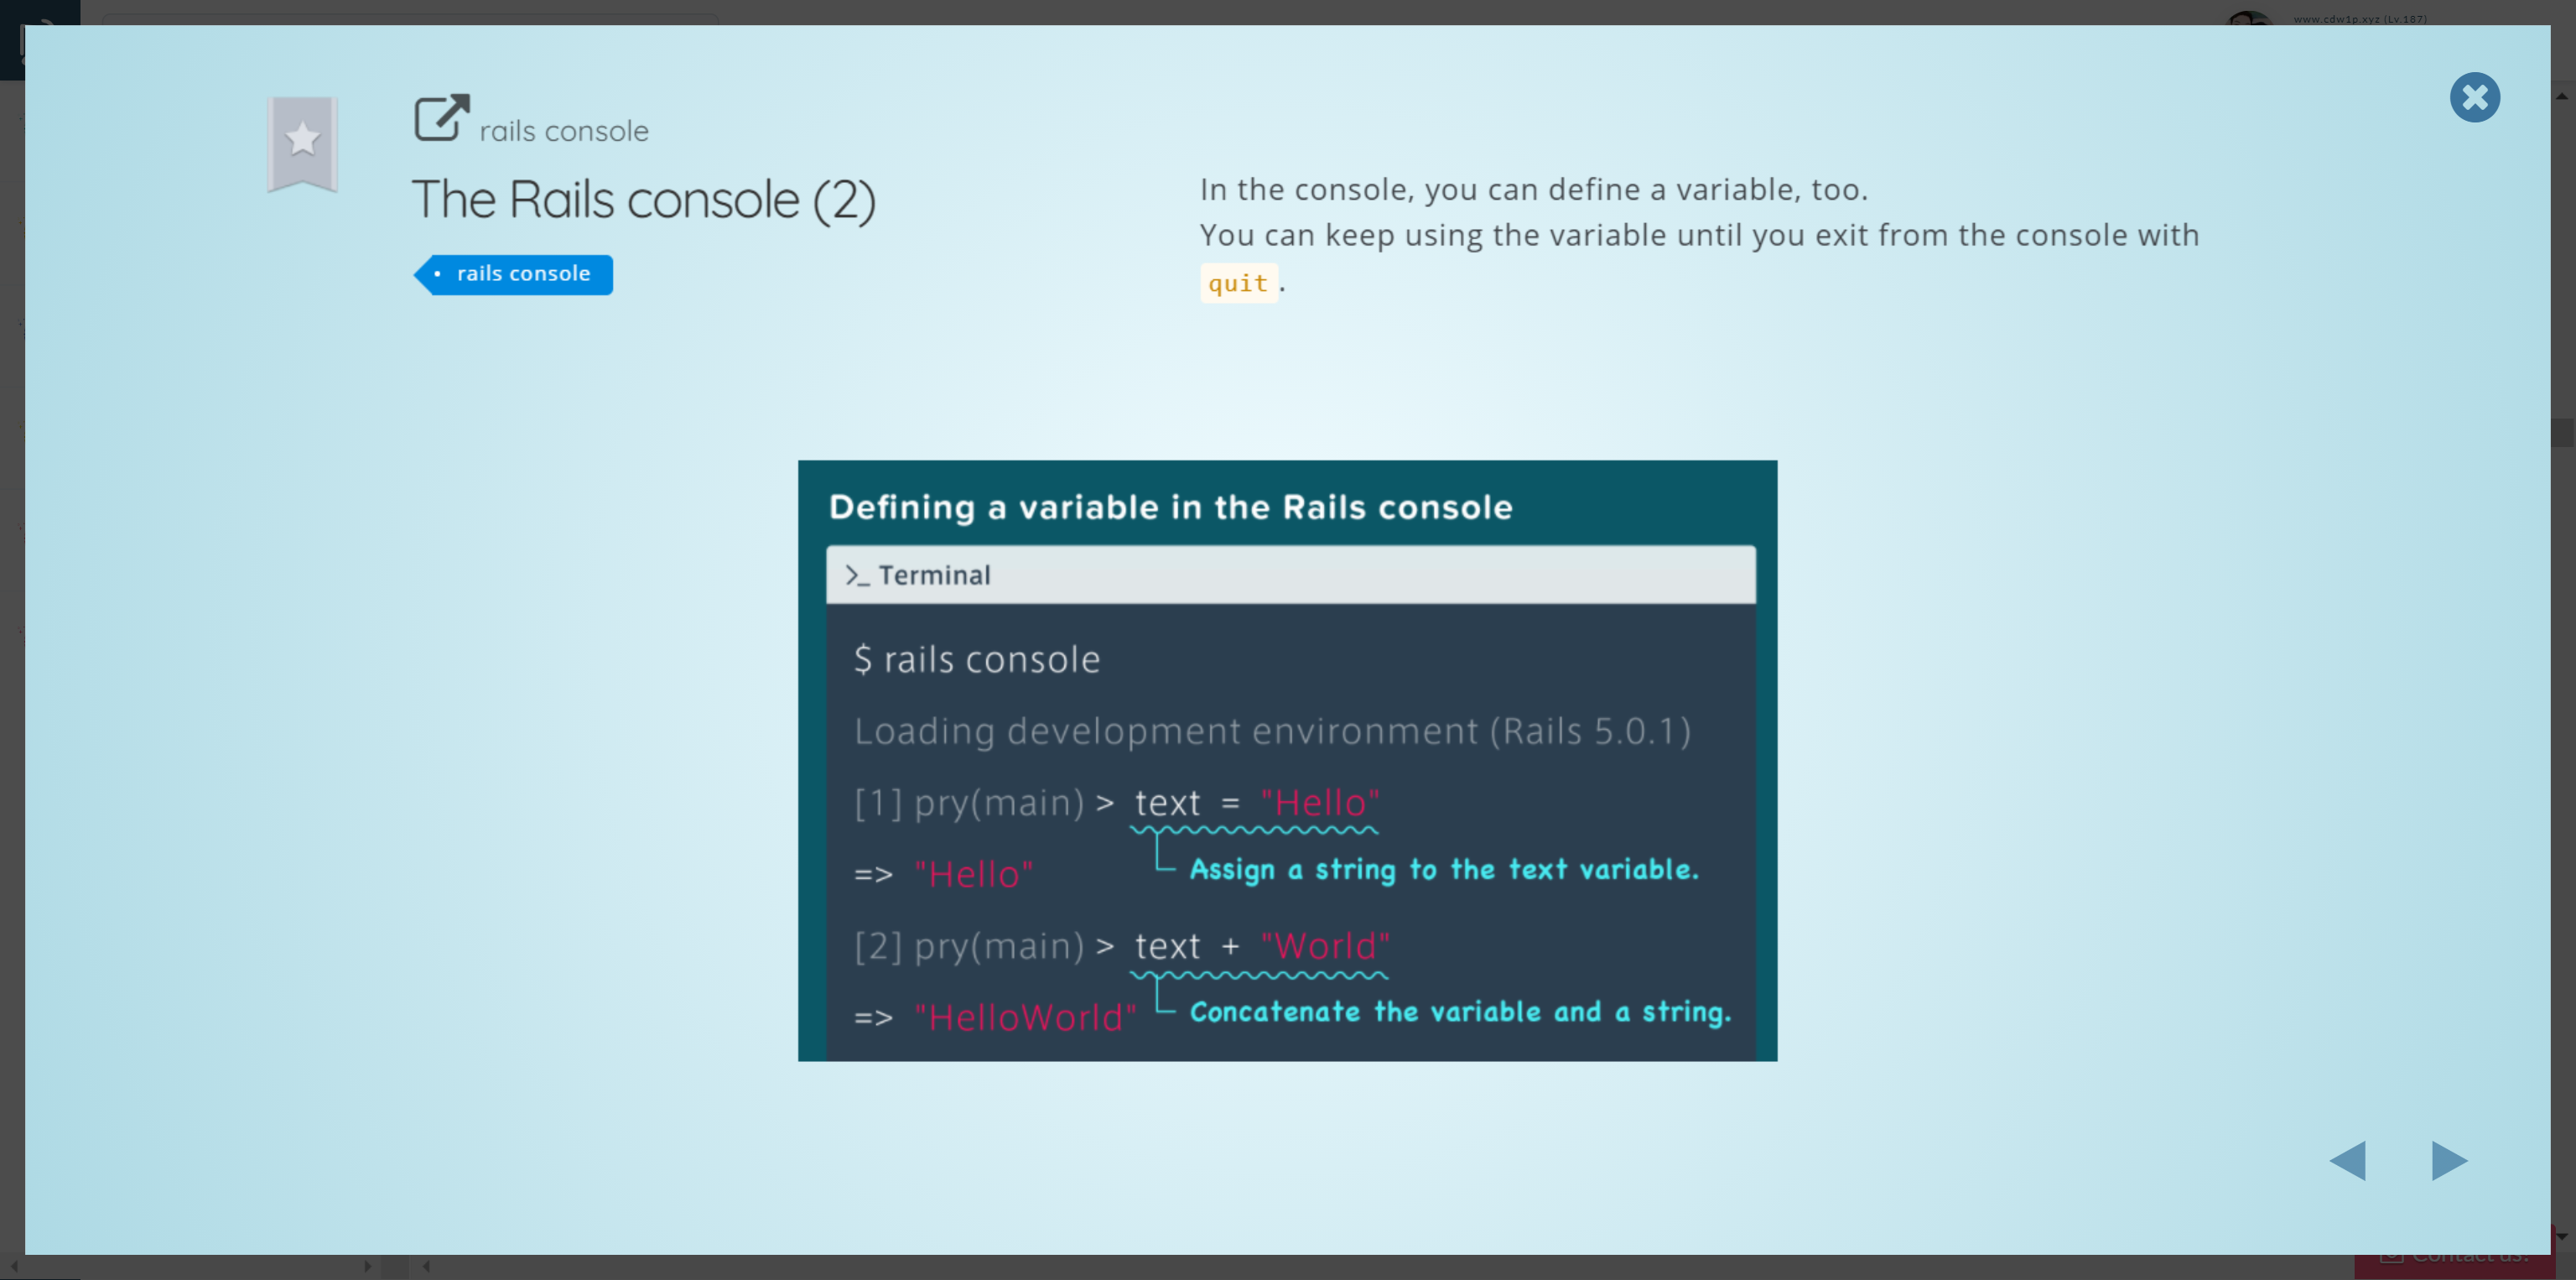 www.cdw1p.xyz (Lv.187)
rails console
The Rails console (2)
• rails console
In the console, you can define a variable, too.
You can keep using the variable until you exit from the console with
quit .
Defining a variable in the Rails console
>_ Terminal
$ rails console
Loading development environment (Rails 5.0.1)
[1] pry(main) > text = "Hello"
=> "Hello" Assign a string to the text variable.
[2] pry(main) > text + "World"
=> "HelloWorld" Concatenate the variable and a string.
Contact us!